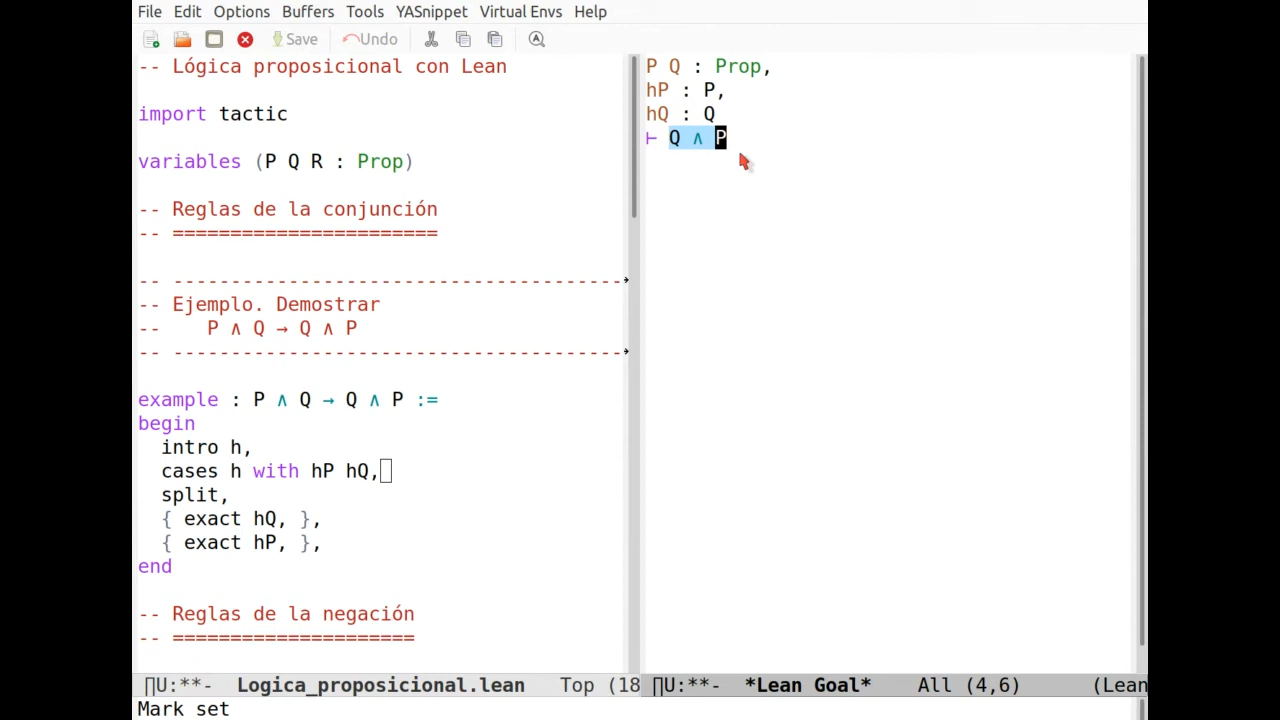 File Edit Options Buffers Tools YASnippet Virtual Envs Help
Save Undo
-- Lógica proposicional con Lean
import tactic
variables (P Q R : Prop)
-- Reglas de la conjunción
-- =======================
-- ---------------------------------------
-- Ejemplo. Demostrar
--    P ∧ Q → Q ∧ P
-- ---------------------------------------
example : P ∧ Q → Q ∧ P :=
begin
  intro h,
  cases h with hP hQ,
  split,
  { exact hQ, },
  { exact hP, },
end
-- Reglas de la negación
-- =====================
∏U:**-  Logica_proposicional.lean   Top (18
P Q : Prop,
hP : P,
hQ : Q
⊢ Q ∧ P
∏U:**-  *Lean Goal*    All (4,6)      (Lean
Mark set